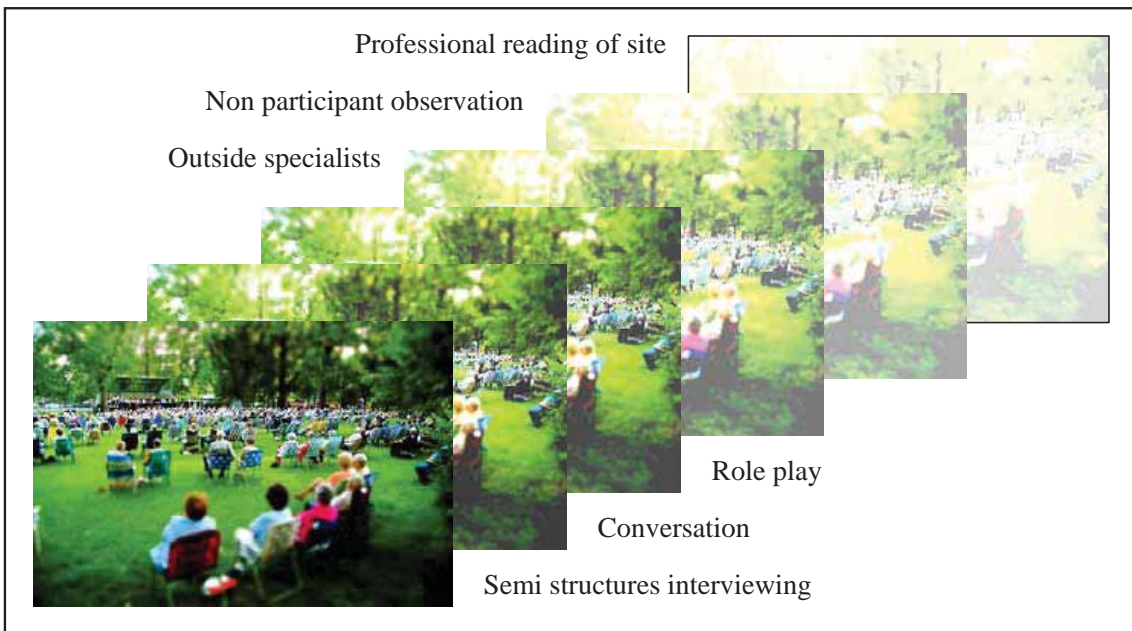 Professional reading of site
Non participant observation
Outside specialists
Role play
Conversation
Semi structures interviewing